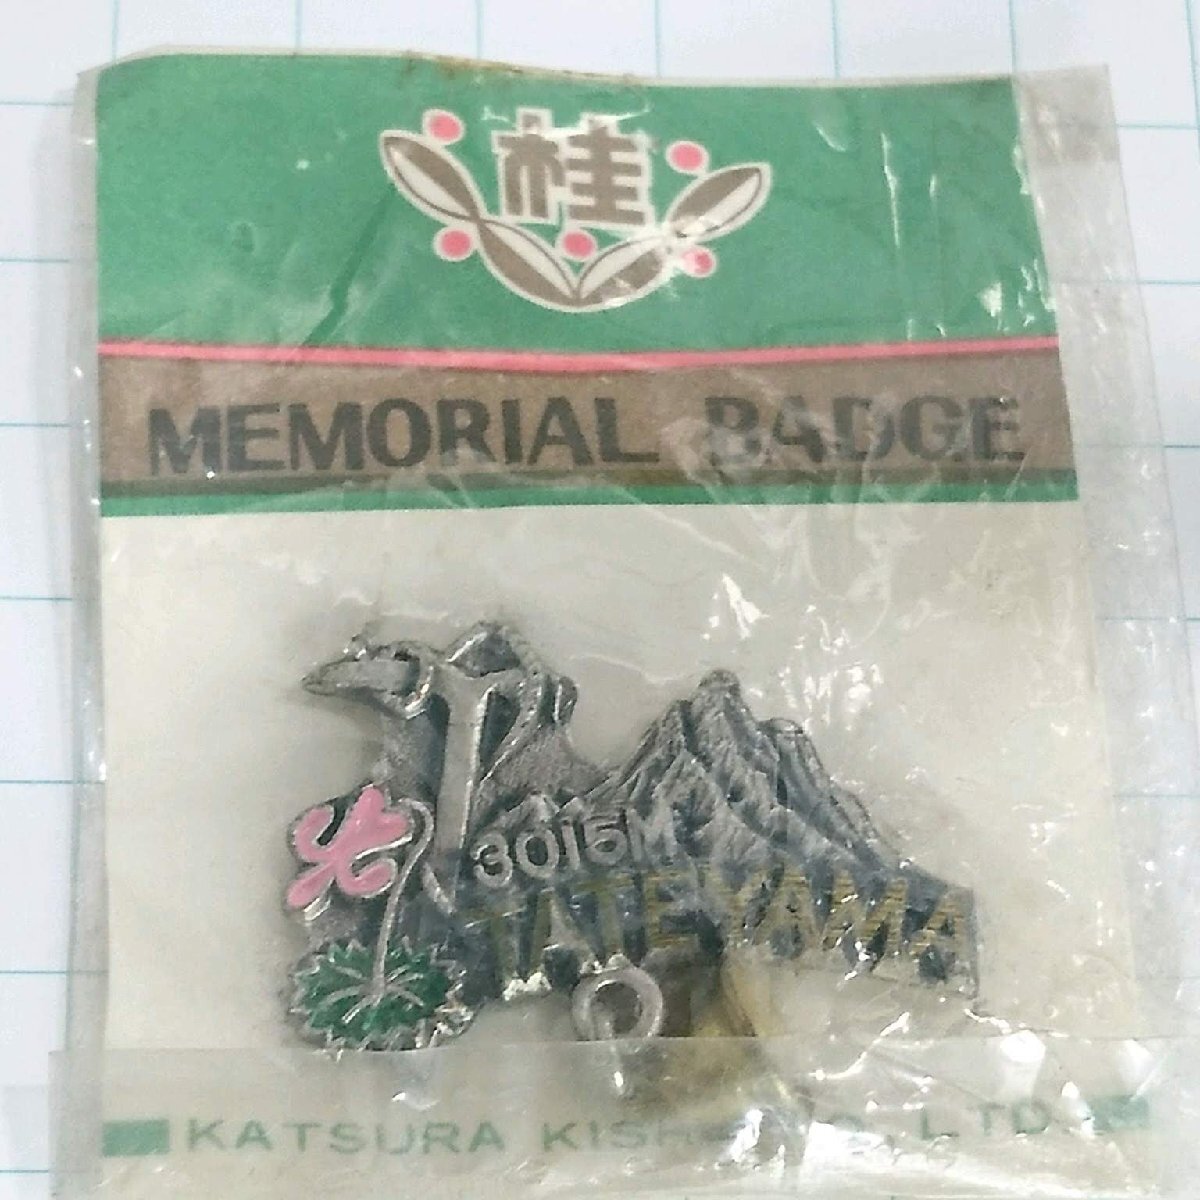 桂
MEMORIAL BADGE
3015M
TATEYAMA
KATSURA LTD.